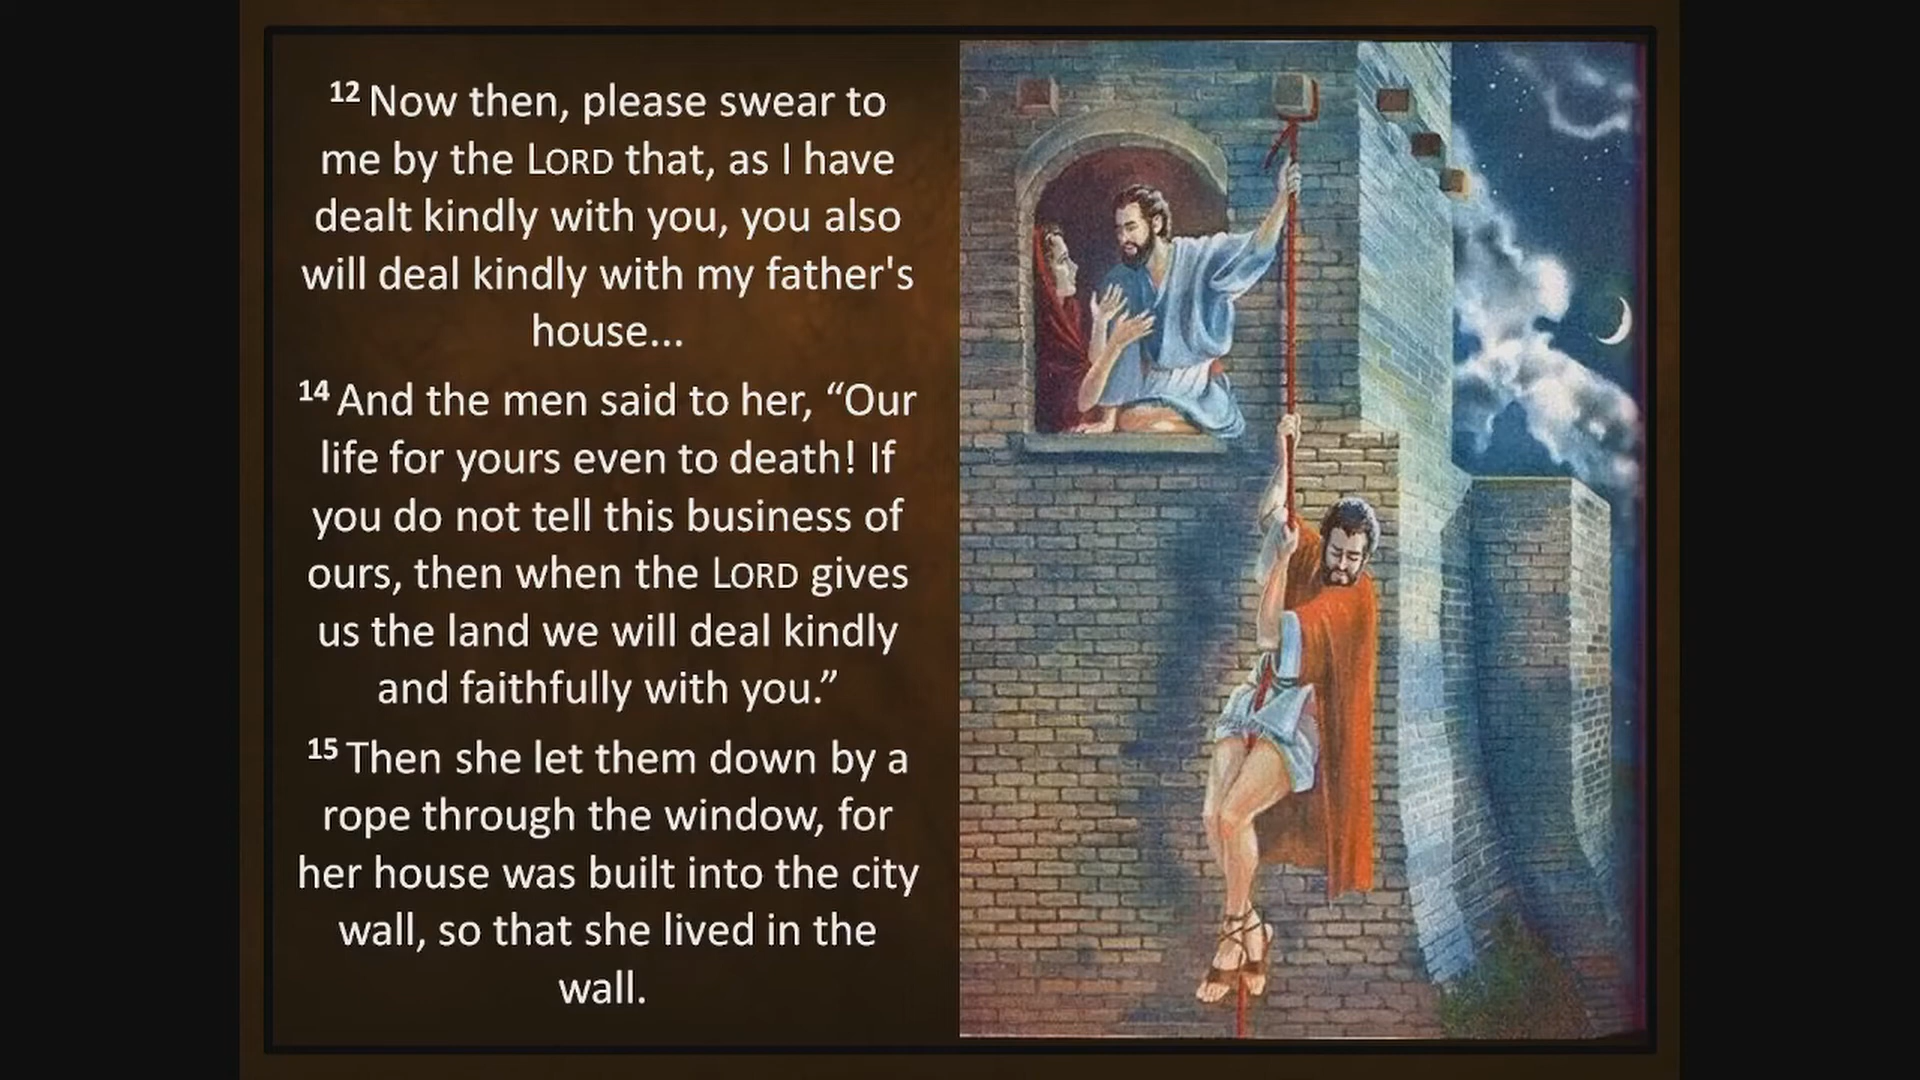 12 Now then, please swear to
me by the LORD that, as I have
dealt kindly with you, you also
will deal kindly with my father's
house...
14 And the men said to her, “Our
life for yours even to death! If
you do not tell this business of
ours, then when the LORD gives
us the land we will deal kindly
and faithfully with you.”
15 Then she let them down by a
rope through the window, for
her house was built into the city
wall, so that she lived in the
wall.